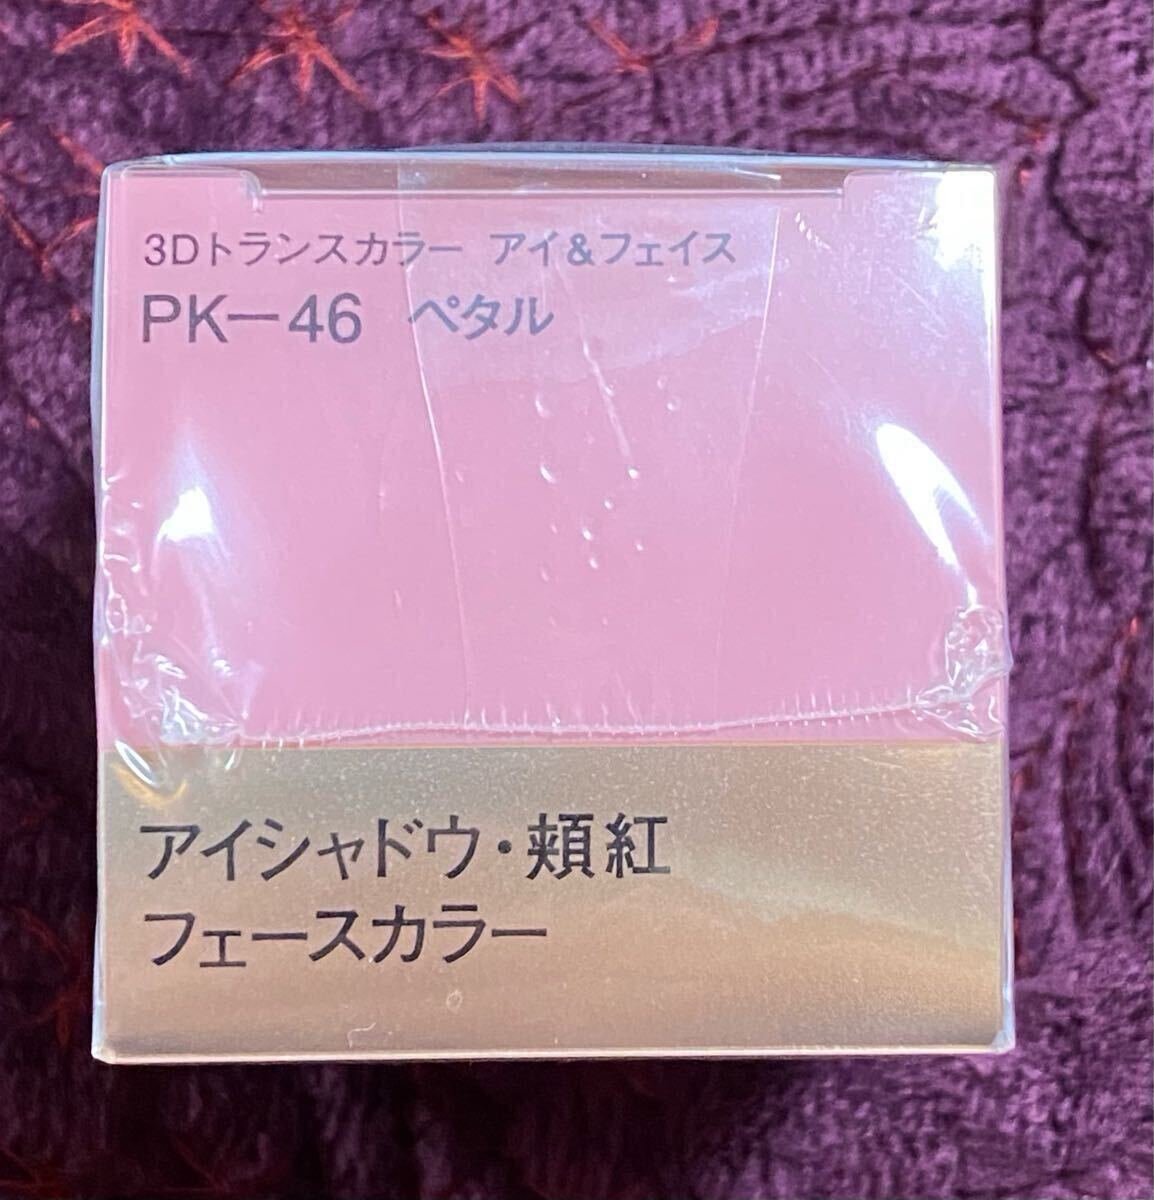 3Dトランスカラー アイ&フェイス
PK－46 ペタル
アイシャドウ・頬紅
フェースカラー